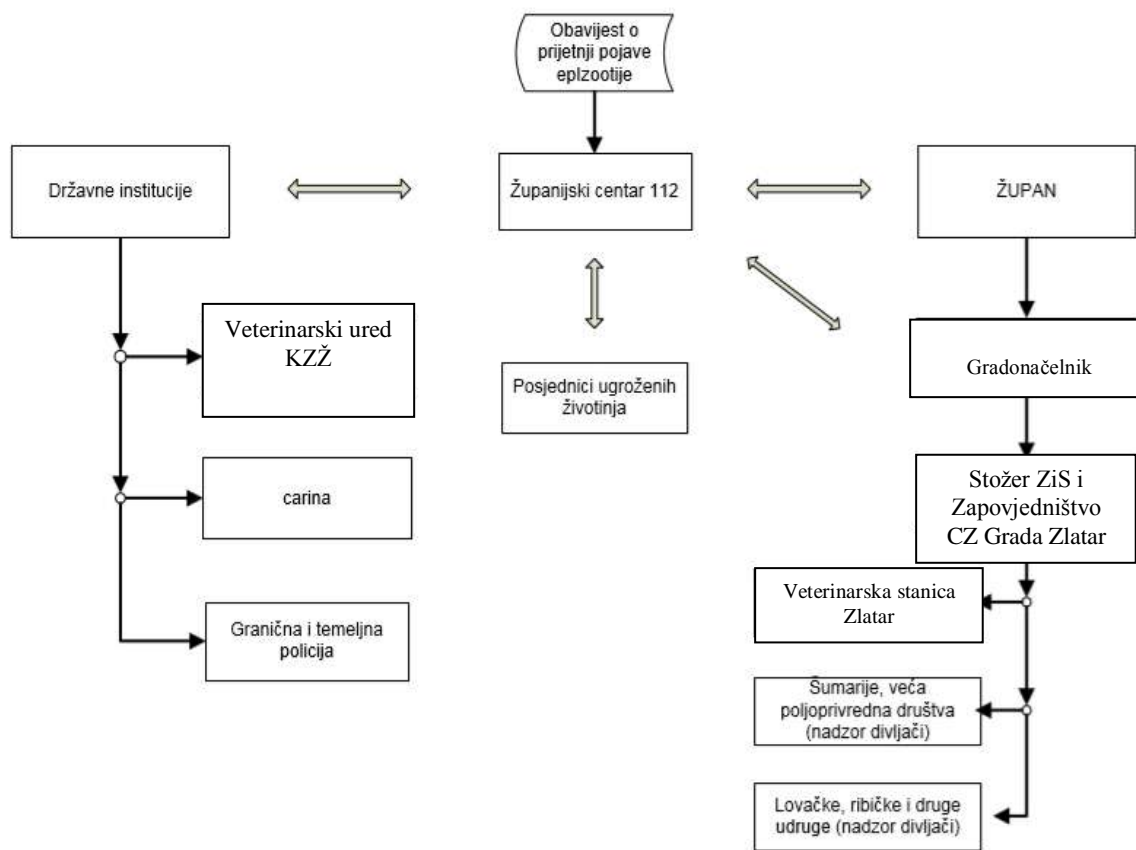 Obavijest o
prijetnji pojave
eplzootije
Državne institucije
Županijski centar 112
ŽUPAN
Veterinarski ured
KZŽ
Gradonačelnik
Posjednici ugroženih
životinja
carina
Stožer ZiS i
Zapovjedništvo
CZ Grada Zlatar
Veterinarska stanica
Zlatar
Granična i temeljna
policija
Šumarije, veća
poljoprivredna društva
(nadzor divljači)
Lovačke, ribičke i druge
udruge (nadzor divljači)